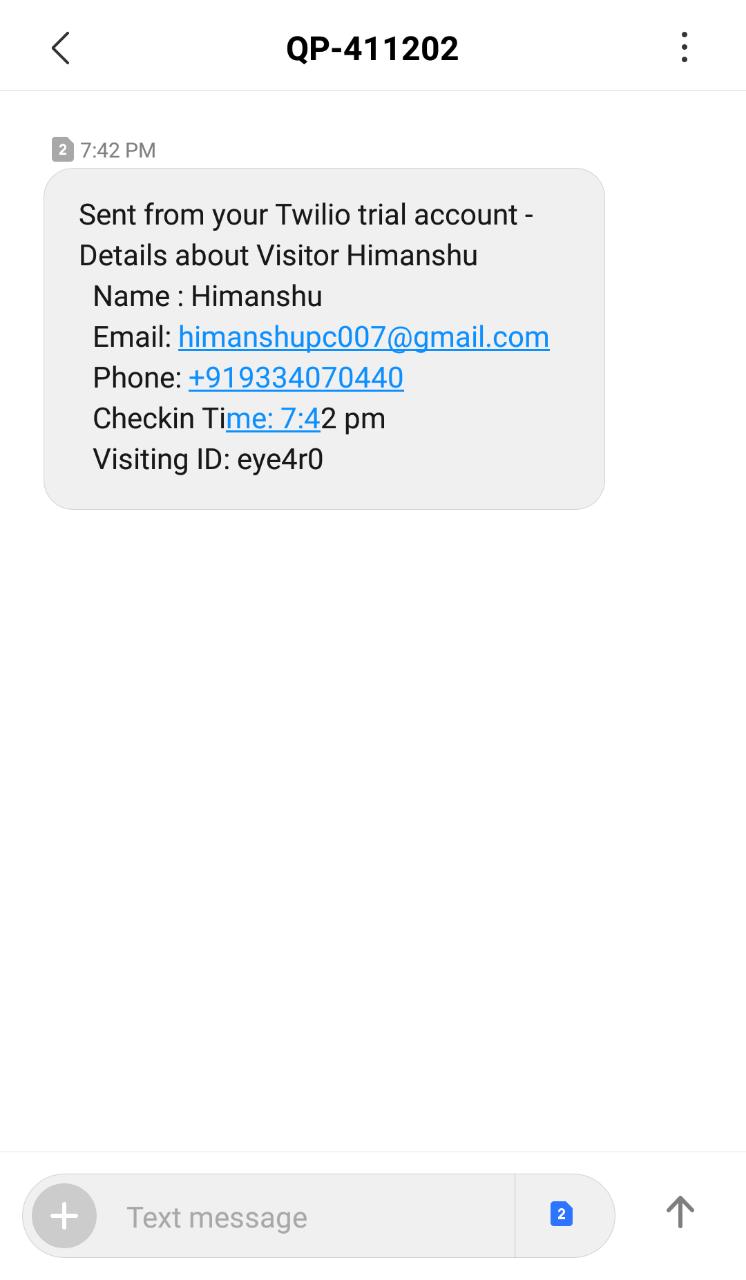 QP-411202
2 7:42 PM
Sent from your Twilio trial account -
Details about Visitor Himanshu
Name : Himanshu
Email: himanshupc007@gmail.com
Phone: +919334070440
Checkin Time: 7:42 pm
Visiting ID: eye4r0
Text message
2